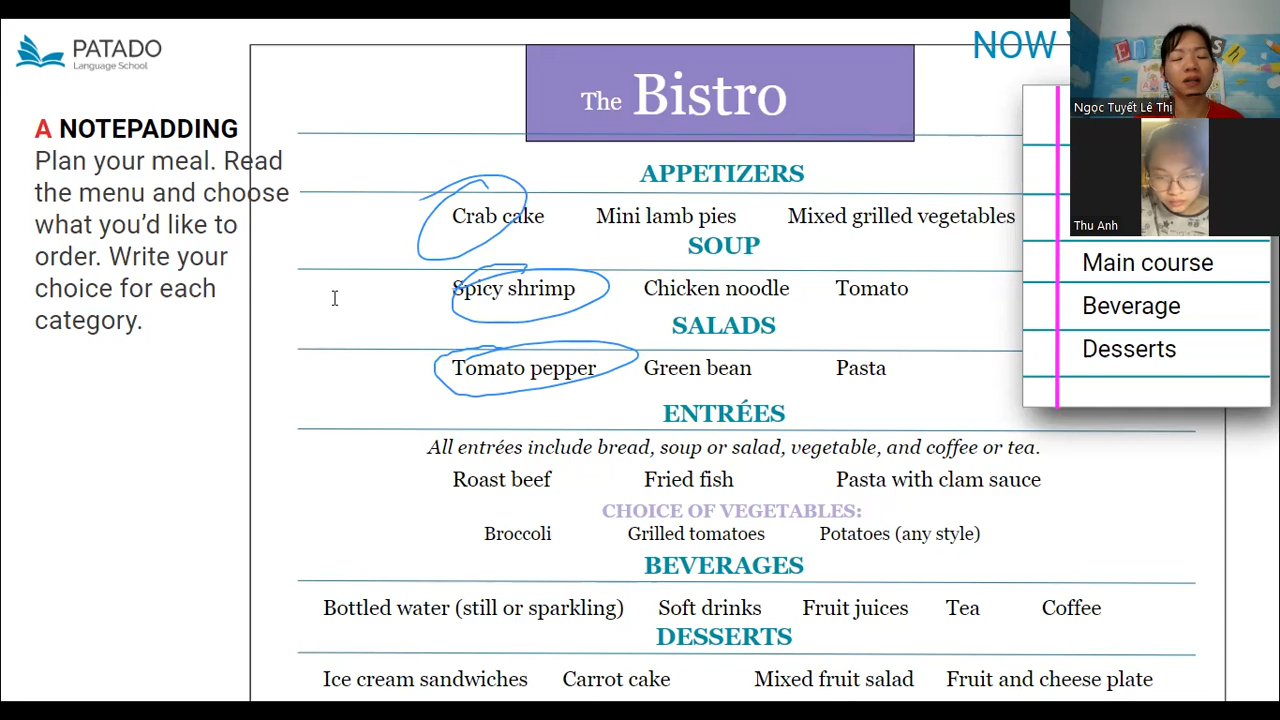 PATADO
Language School
NOW
A NOTEPADDING
Plan your meal. Read
the menu and choose
what you'd like to
order. Write your
choice for each
category.
The Bistro
APPETIZERS
Crab cake Mini lamb pies Mixed grilled vegetables
SOUP
Spicy shrimp Chicken noodle Tomato
SALADS
Tomato pepper Green bean Pasta
ENTRÉES
All entrées include bread, soup or salad, vegetable, and coffee or tea.
Roast beef Fried fish Pasta with clam sauce
CHOICE OF VEGETABLES:
Broccoli Grilled tomatoes Potatoes (any style)
BEVERAGES
Bottled water (still or sparkling) Soft drinks Fruit juices Tea Coffee
DESSERTS
Ice cream sandwiches Carrot cake Mixed fruit salad Fruit and cheese plate
Main course
Beverage
Desserts
Ngọc Tuyết Lê Thị
Thu Anh